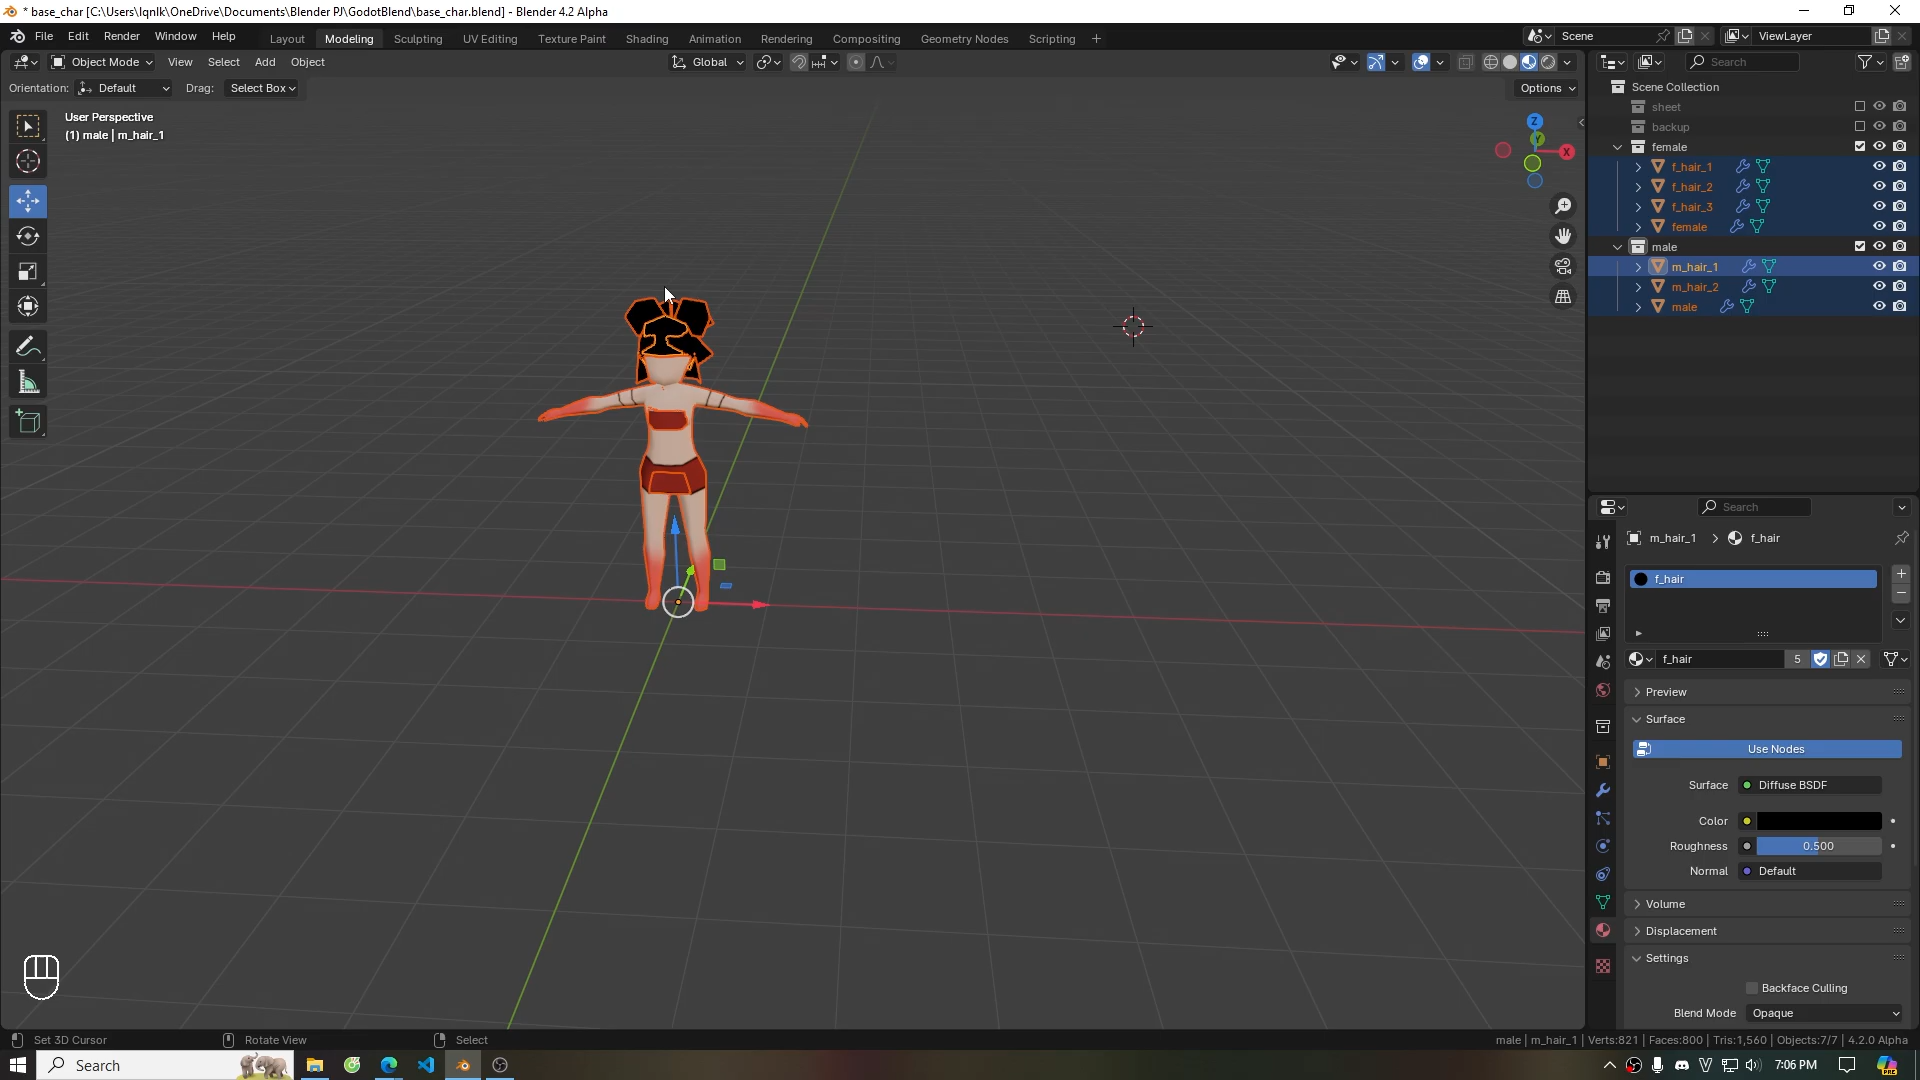 * base_char [C:\Users\lqnlk\OneDrive\Documents\Blender PJ\GodotBlend\base_char.blend] - Blender 4.2 Alpha
File Edit Render Window Help
Layout Modeling Sculpting UV Editing Texture Paint Shading Animation Rendering Compositing Geometry Nodes Scripting +
Scene
ViewLayer
Object Mode View Select Add Object
Global
Search
Orientation: Default Drag: Select Box
Options
User Perspective
(1) male | m_hair_1
Z
Y
X
Scene Collection
sheet
backup
female
f_hair_1
f_hair_2
f_hair_3
female
male
m_hair_1
m_hair_2
male
Search
m_hair_1 > f_hair
f_hair
f_hair 5
Preview
Surface
Use Nodes
Surface Diffuse BSDF
Color
Roughness 0.500
Normal Default
Volume
Displacement
Settings
Backface Culling
Blend Mode Opaque
Set 3D Cursor Rotate View Select
male | m_hair_1 | Verts:821 | Faces:800 | Tris:1,560 | Objects:7/7 | 4.2.0 Alpha
Search
7:06 PM
PRE